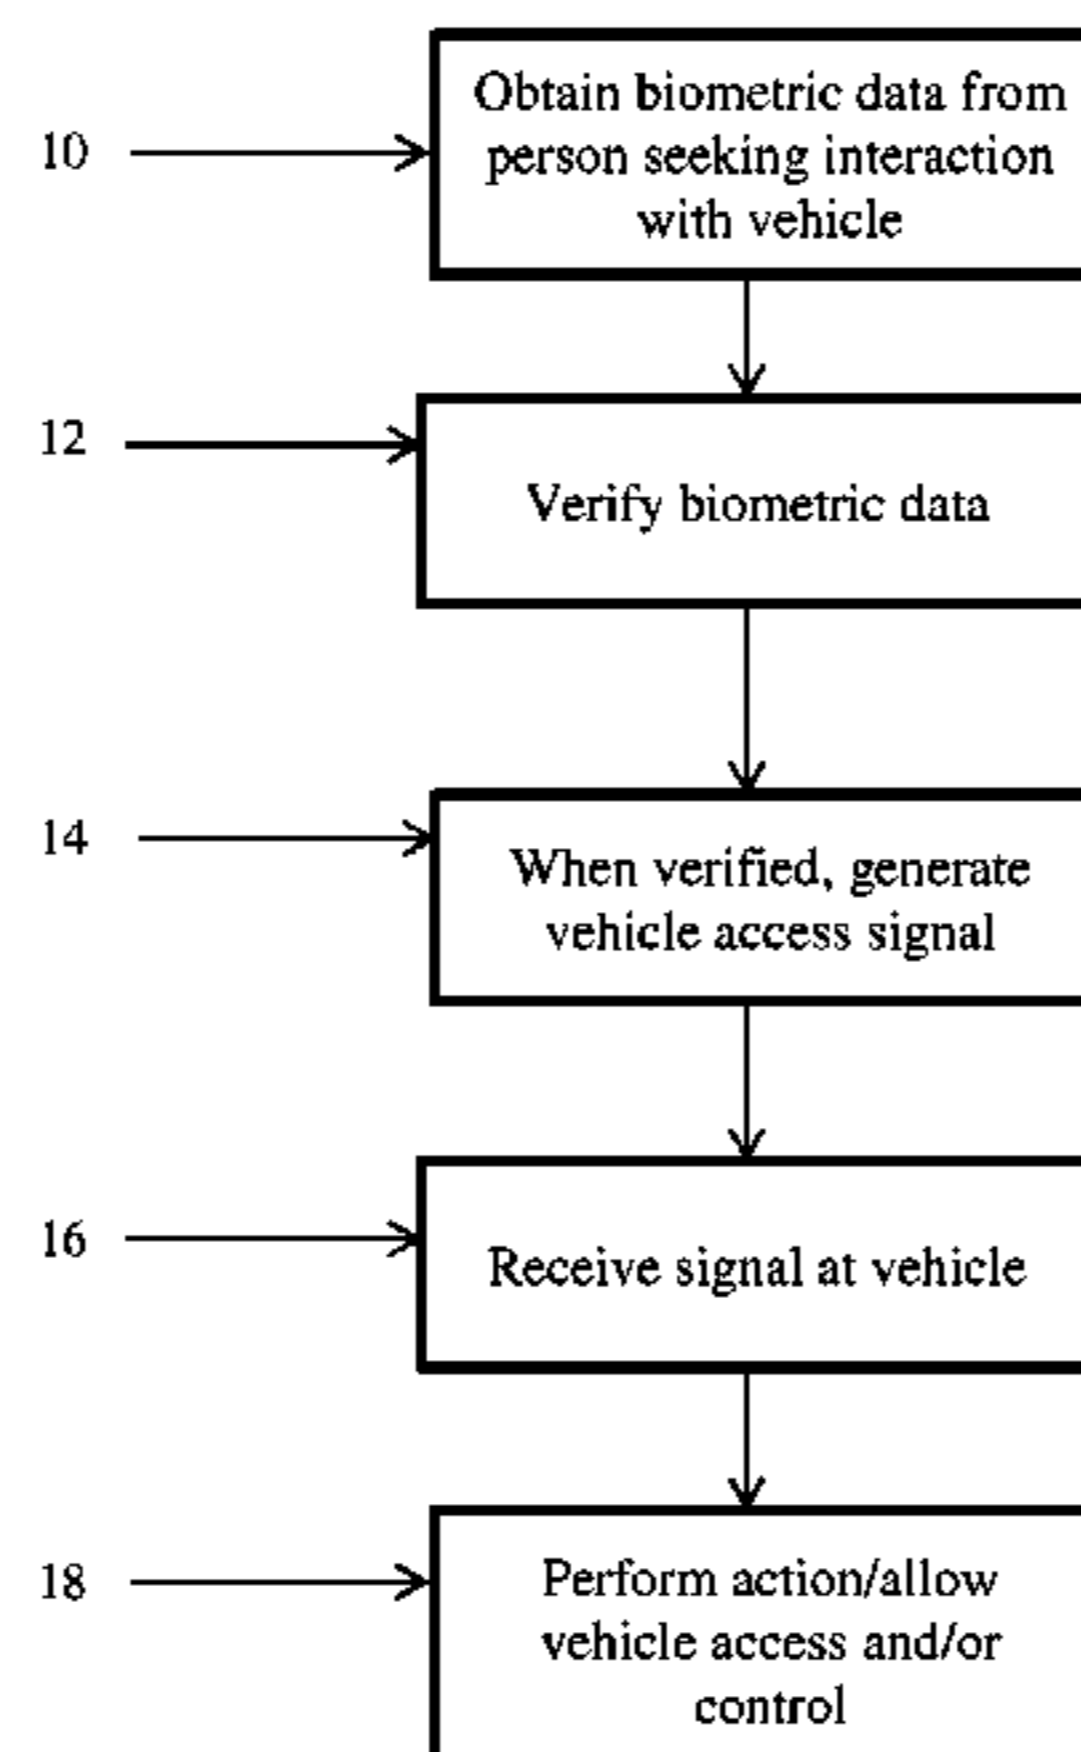 10
Obtain biometric data from
person seeking interaction
with vehicle
12
Verify biometric data
14
When verified, generate
vehicle access signal
16
Receive signal at vehicle
18
Perform action/allow
vehicle access and/or
control